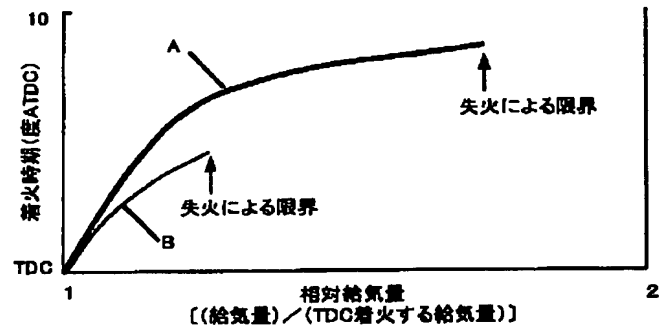 10
A
失火による限界
着火時期(度ATDC)
失火による限界
B
TDC
1
相対給気量
2
[(給気量)/(TDC着火する給気量)]